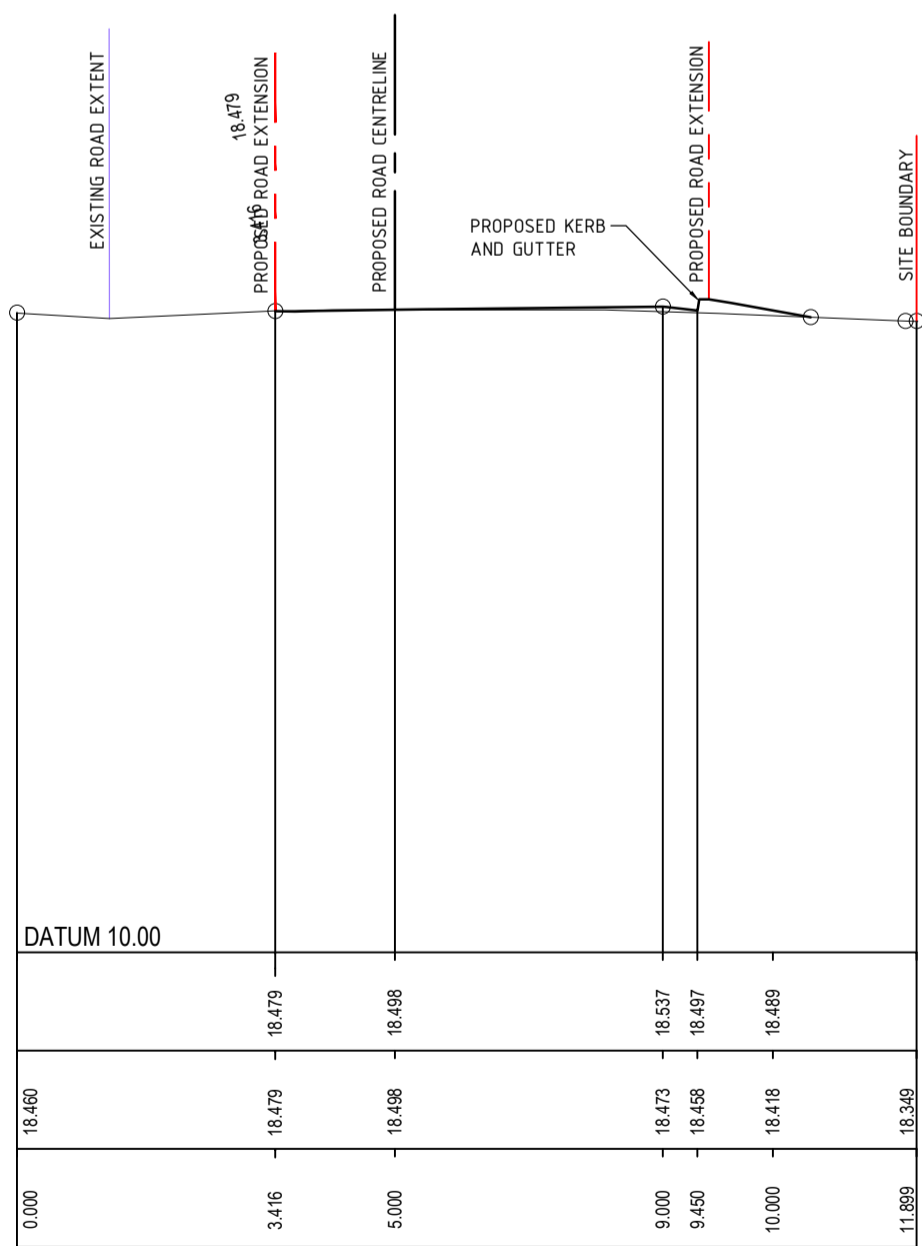 EXISTING ROAD EXTENT
PROPOSED ROAD EXTENSION
18.479
3.416
PROPOSED ROAD CENTRELINE
PROPOSED KERB
AND GUTTER
PROPOSED ROAD EXTENSION
SITE BOUNDARY
DATUM 10.00
18.479 18.498 18.537 18.497 18.489
18.460 18.479 18.498 18.473 18.458 18.418 18.349
0.000 3.416 5.000 9.000 9.450 10.000 11.899